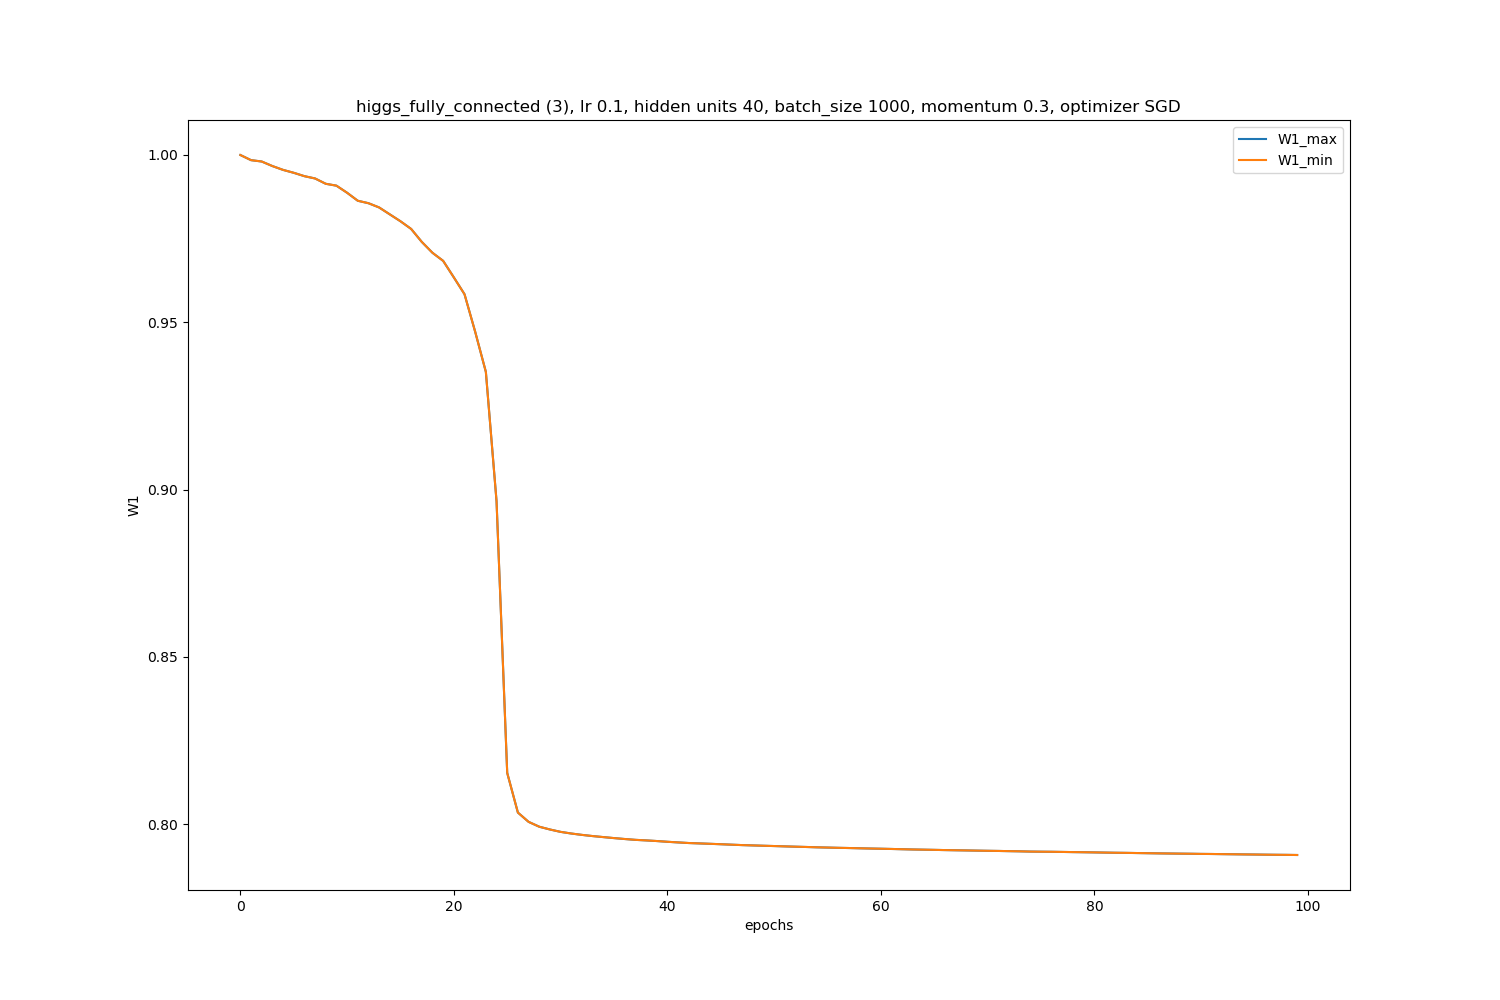 higgs_fully_connected (3), lr 0.1, hidden units 40, batch_size 1000, momentum 0.3, optimizer SGD
W1_max
W1_min
1.00
0.95
0.90
0.85
0.80
W1
0 20 40 60 80 100
epochs